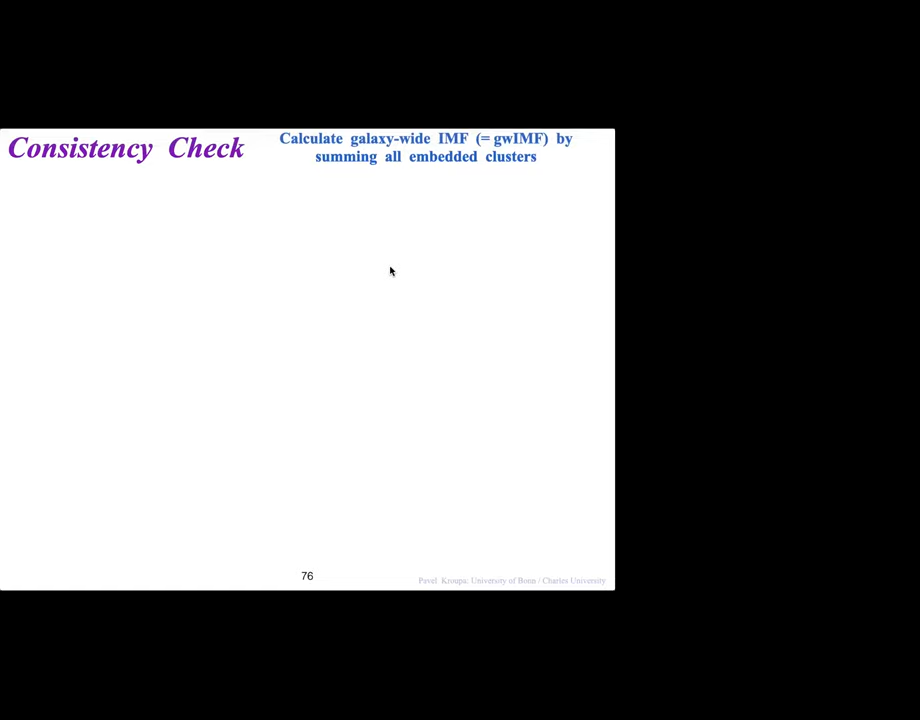 Consistency Check
Calculate galaxy-wide IMF (= gwIMF) by
summing all embedded clusters
76
Pavel Kroupa: University of Bonn / Charles University